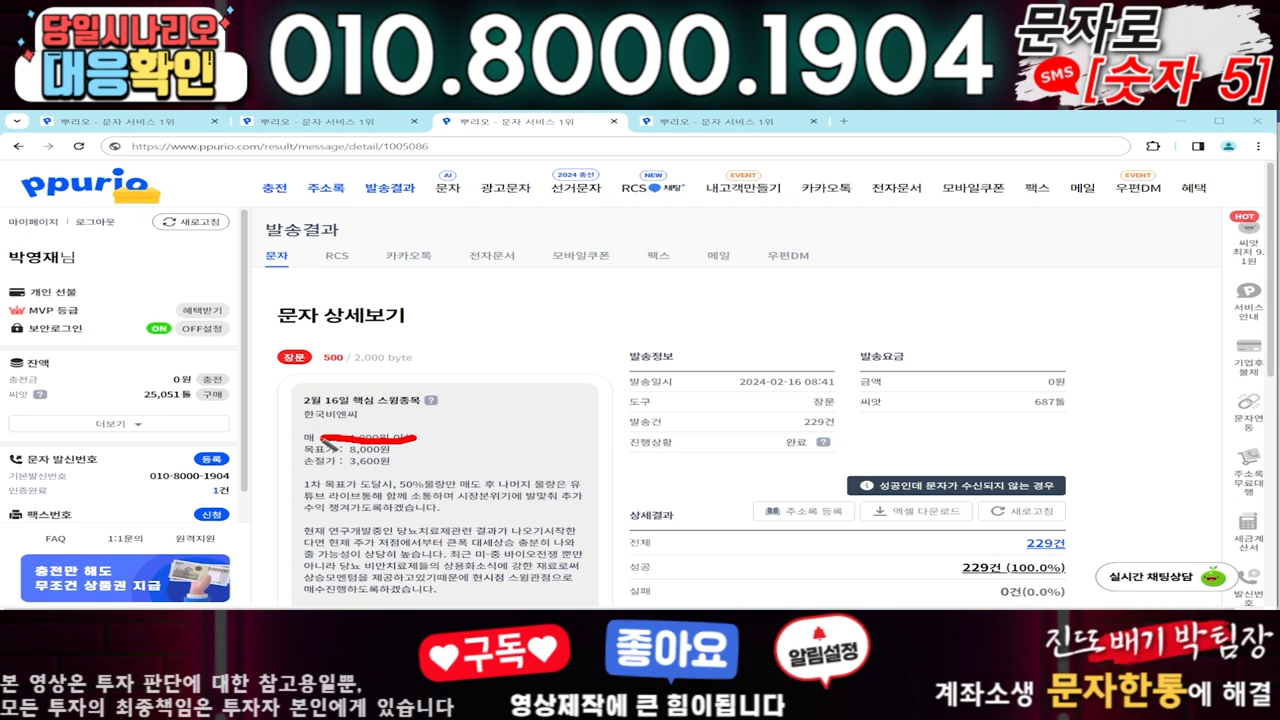 당일시나리오
대응확인
010.8000.1904
문자로
SMS
[숫자 5]
뿌리오 - 문자 서비스 1위
뿌리오 - 문자 서비스 1위
뿌리오 - 문자 서비스 1위
뿌리오 - 문자 서비스 1위
https://www.ppurio.com/result/message/detail/1005086
ppurio
AI
2024 총선
NEW
EVENT
EVENT
충전 주소록 발송결과 문자 광고문자 선거문자 RCS 채팅+ 내고객만들기 카카오톡 전자문서 모바일쿠폰 팩스 메일 우편DM 혜택
마이페이지 로그아웃 새로고침
박영재님
개인 선불
MVP 등급 혜택받기
보안로그인 ON OFF설정
잔액
충전금 0원 충전
씨앗 ? 25,051톨 구매
더보기
문자 발신번호 등록
기본발신번호 010-8000-1904
인증완료 1건
팩스번호 신청
FAQ 1:1문의 원격지원
충전만 해도
무조건 상품권 지급
발송결과
문자 RCS 카카오톡 전자문서 모바일쿠폰 팩스 메일 우편DM
문자 상세보기
장문 500 / 2,000 byte
2월 16일 핵심 스윙종목 ?
한국비엔씨
매
목표가 : 8,000원
손절가 : 3,600원
1차 목표가 도달시, 50%물량만 매도 후 나머지 물량은 유
튜브 라이브통해 함께 소통하며 시장분위기에 발맞춰 추가
수익 챙겨가도록하겠습니다.
현재 연구개발중인 당뇨치료제관련 결과가 나오기시작한
다면 현재 주가 저점에서부터 큰폭 대세상승 충분히 나와
줄 가능성이 상당히 높습니다. 최근 미-중 바이오전쟁 뿐만
아니라 당뇨 비만치료제들의 상용화소식에 강한 재료로써
상승모멘텀을 제공하고있기때문에 현시점 스윙관점으로
매수진행하도록하겠습니다.
발송정보
발송일시 2024-02-16 08:41
도구 장문
발송건 229건
진행상황 완료 ?
발송요금
금액 0원
씨앗 687톨
성공인데 문자가 수신되지 않는 경우
상세결과 주소록 등록 엑셀 다운로드 새로고침
전체 229건
성공 229건 (100.0%)
실패 0건(0.0%)
HOT
씨앗
최저 9.
1원
서비스
안내
기업후
불제
문자연
동
주소록
무료대
행
세금계
산서
발신번
호
실시간 채팅상담
구독
좋아요
알림설정
진또배기 박팀장
본 영상은 투자 판단에 대한 참고용일뿐,
모든 투자의 최종책임은 투자자 본인에게 있습니다
영상제작에 큰 힘이됩니다
계좌소생 문자한통에 해결